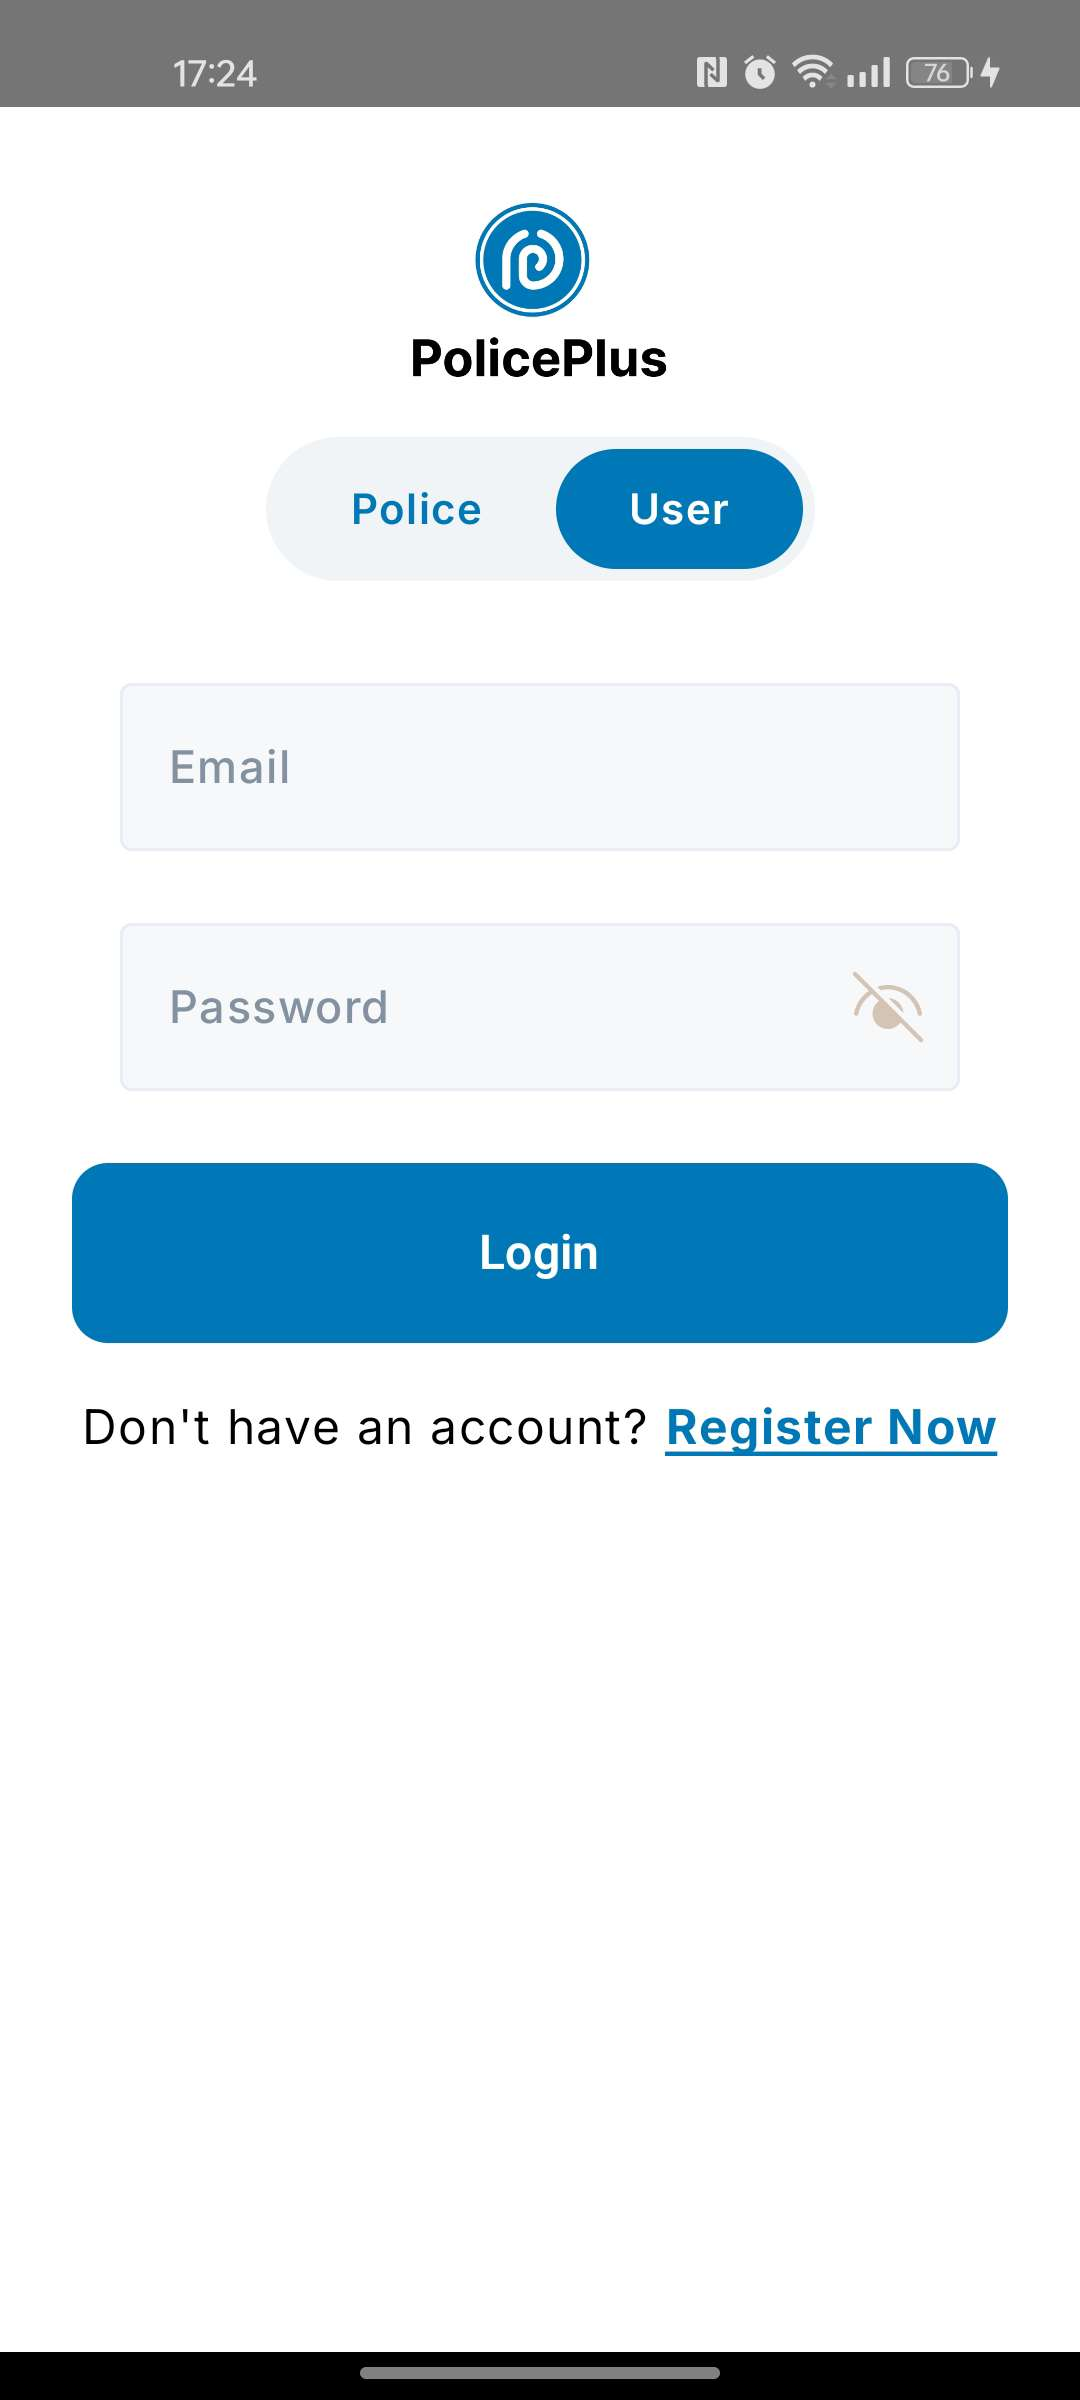 17:24 76
PolicePlus
Police User
Email
Password
Login
Don't have an account? Register Now